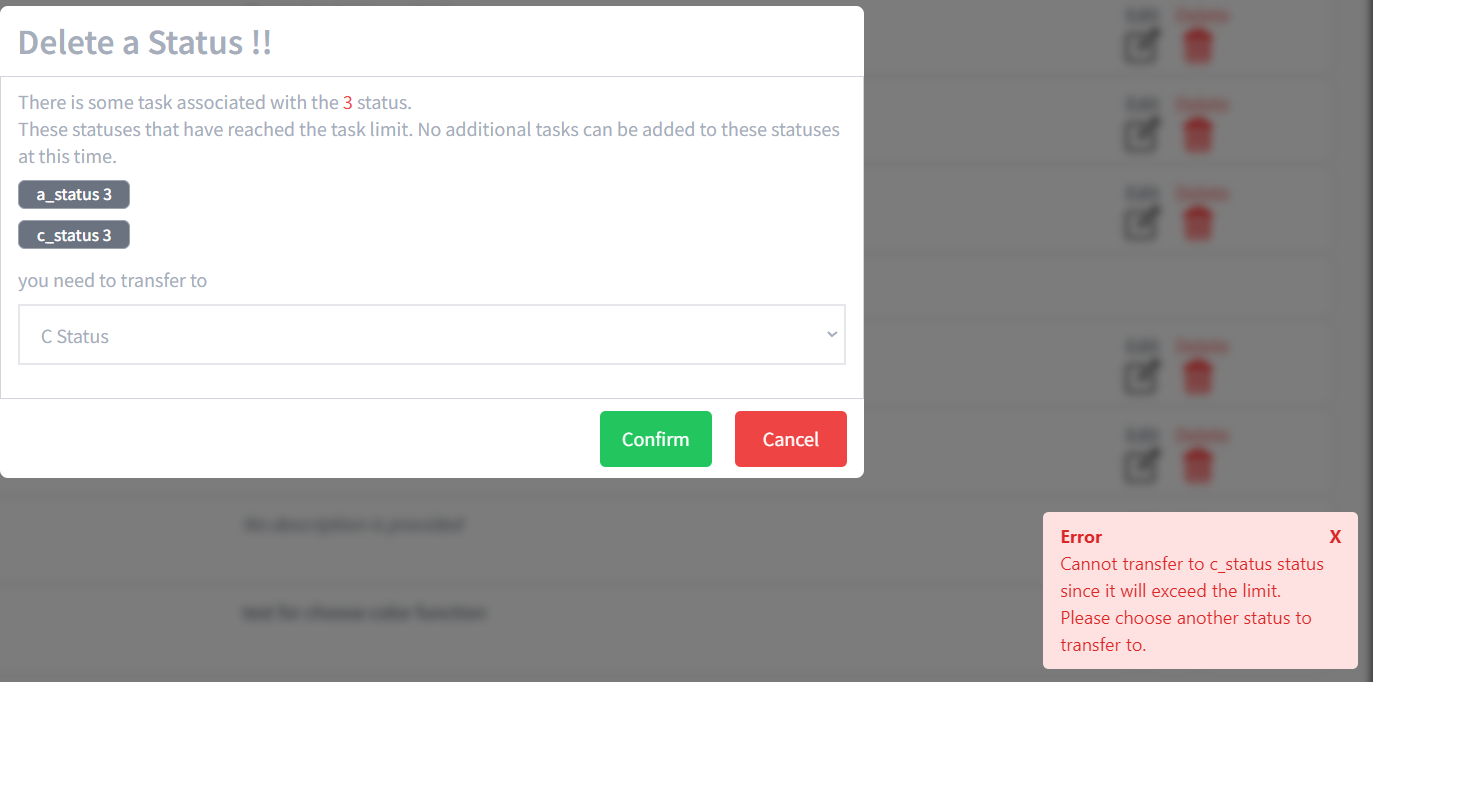 Delete a Status !!
There is some task associated with the 3 status.
These statuses that have reached the task limit. No additional tasks can be added to these statuses
at this time.
a_status 3
c_status 3
you need to transfer to
C Status
Confirm
Cancel
Edit Delete
Edit Delete
Edit Delete
Edit Delete
Edit Delete
No description is provided
test for choose color function
Error X
Cannot transfer to c_status status
since it will exceed the limit.
Please choose another status to
transfer to.